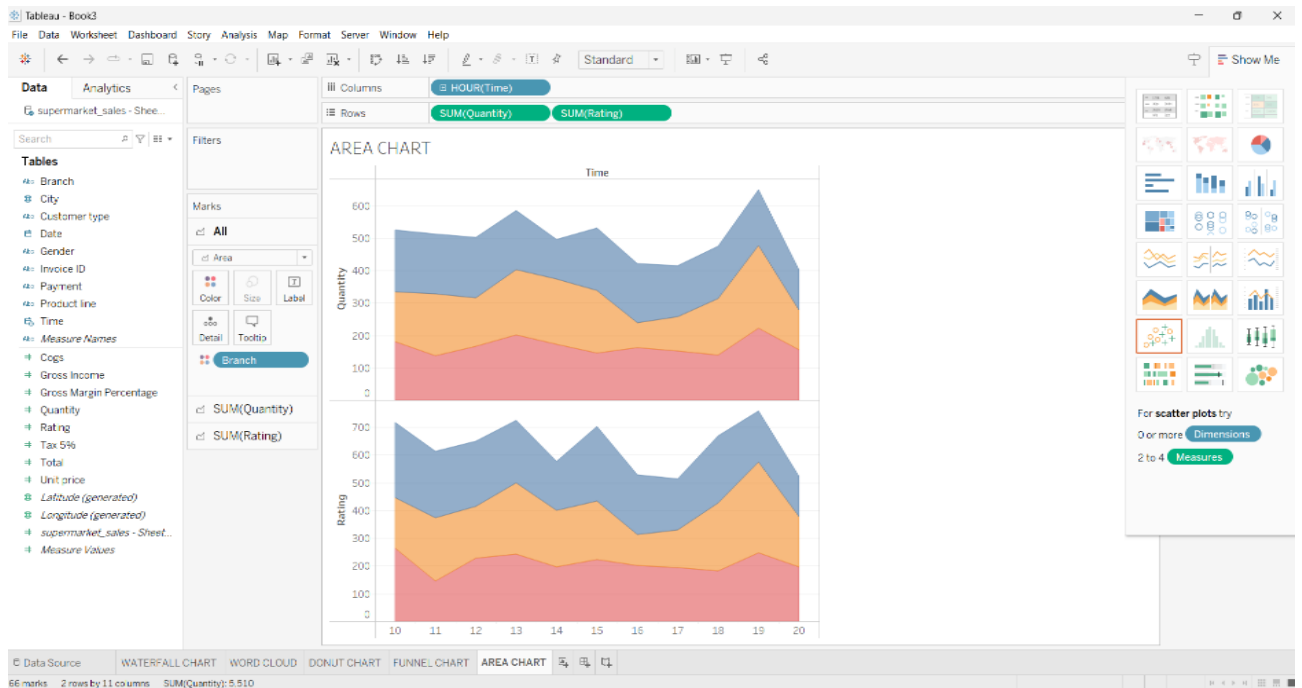 Tableau - Book3
File Data Worksheet Dashboard Story Analysis Map Format Server Window Help
Standard
Show Me
Data Analytics
supermarket_sales - Shee...
Search
Tables
Abc Branch
City
Abc Customer type
Date
Abc Gender
Abc Invoice ID
Abc Payment
Abc Product line
Time
Abc Measure Names
Cogs
Gross Income
Gross Margin Percentage
Quantity
Rating
Tax 5%
Total
Unit price
Latitude (generated)
Longitude (generated)
supermarket_sales - Sheet...
Measure Values
Pages
Filters
Marks
All
Area
Color Size Label
Detail Tooltip
Branch
SUM(Quantity)
SUM(Rating)
Columns HOUR(Time)
Rows SUM(Quantity) SUM(Rating)
AREA CHART
Time
Quantity
600
500
400
300
200
100
0
Rating
700
600
500
400
300
200
100
0
10 11 12 13 14 15 16 17 18 19 20
For scatter plots try
0 or more Dimensions
2 to 4 Measures
Data Source WATERFALL CHART WORD CLOUD DONUT CHART FUNNEL CHART AREA CHART
66 marks 2 rows by 11 columns SUM(Quantity): 5,510